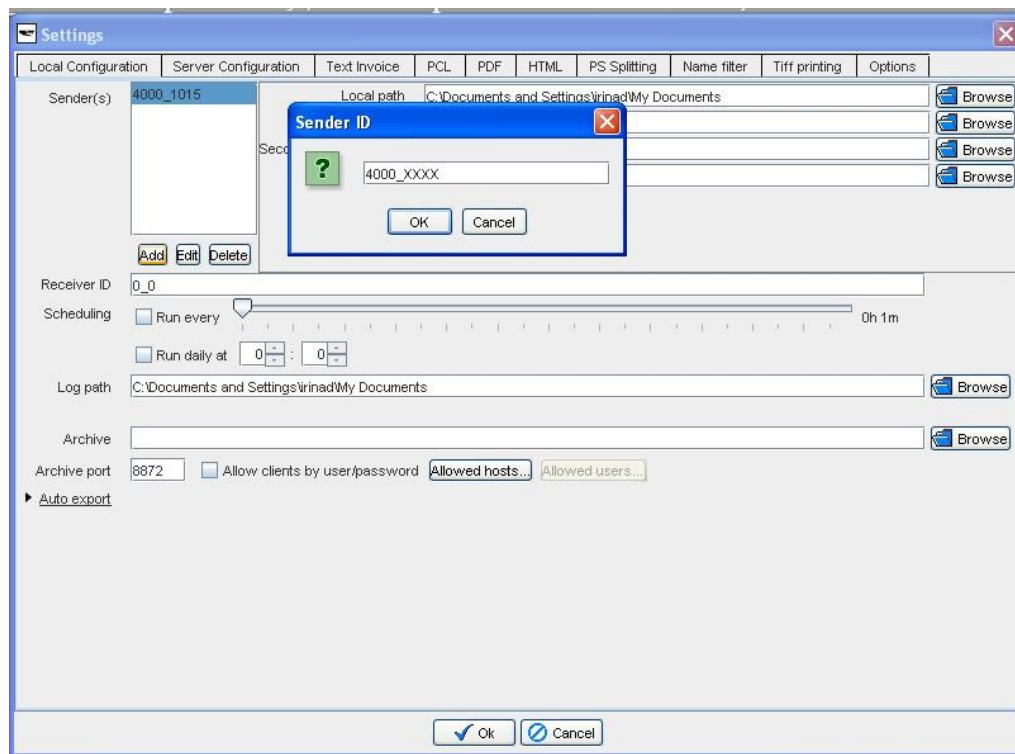 Settings
Local Configuration Server Configuration Text Invoice PCL PDF HTML PS Splitting Name filter Tiff printing Options
Sender(s) 4000_1015 Local path C:\Documents and Settings\irinad\My Documents Browse
Sender ID Browse
Seco Browse
? 4000_XXXX Browse
OK Cancel
Add Edit Delete
Receiver ID 0_0
Scheduling Run every 0h 1m
Run daily at 0 : 0
Log path C:\Documents and Settings\irinad\My Documents Browse
Archive Browse
Archive port 8872 Allow clients by user/password Allowed hosts... Allowed users...
Auto export
Ok Cancel